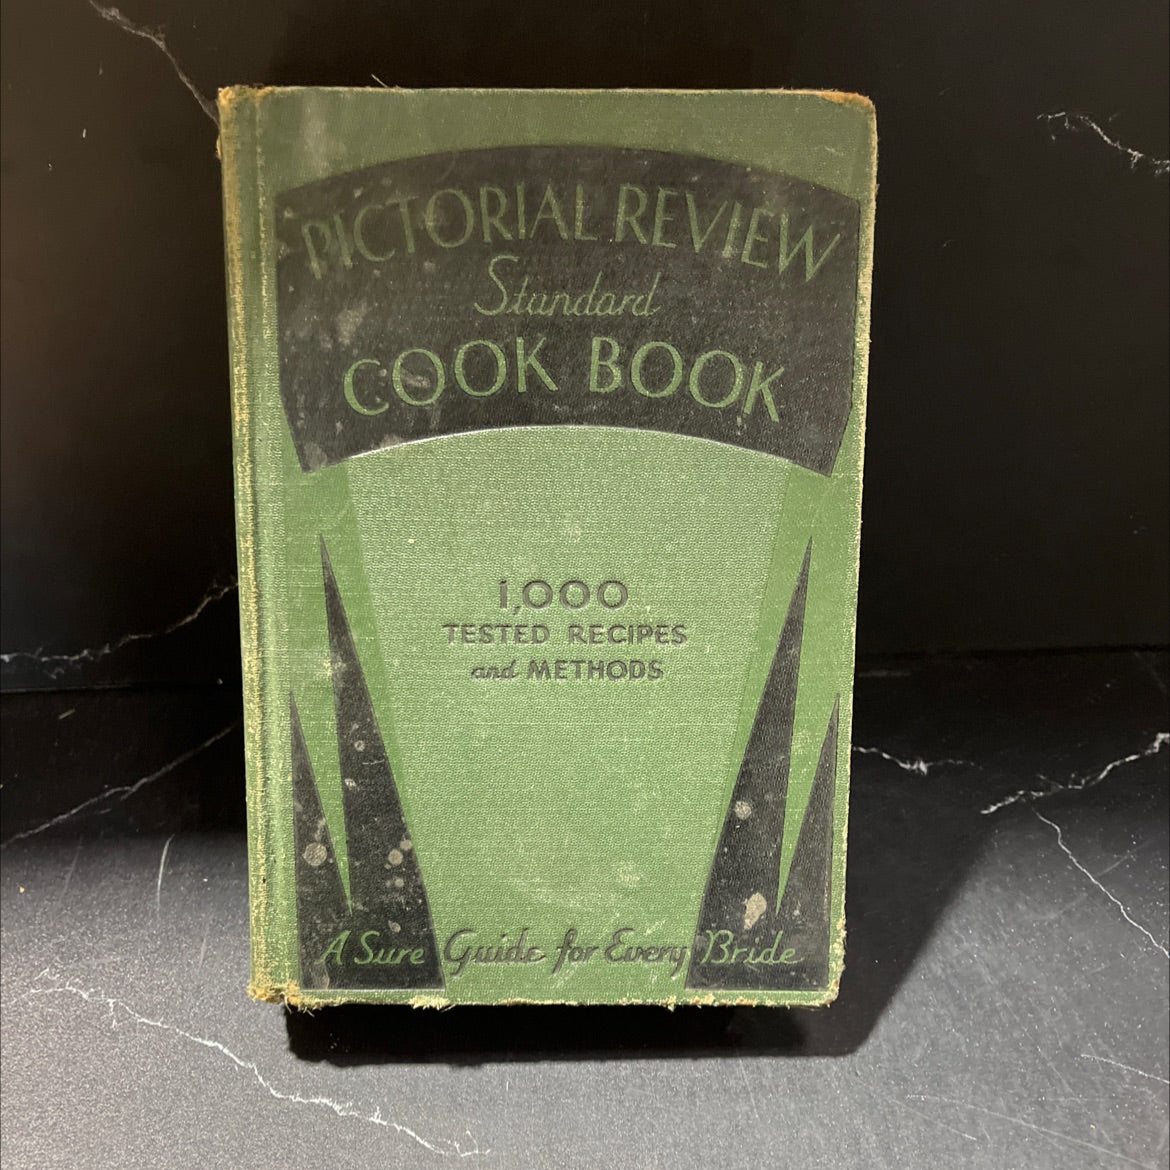 PICTORIAL REVIEW
Standard
COOK BOOK
1,000
TESTED RECIPES
and METHODS
A Sure Guide for Every Bride